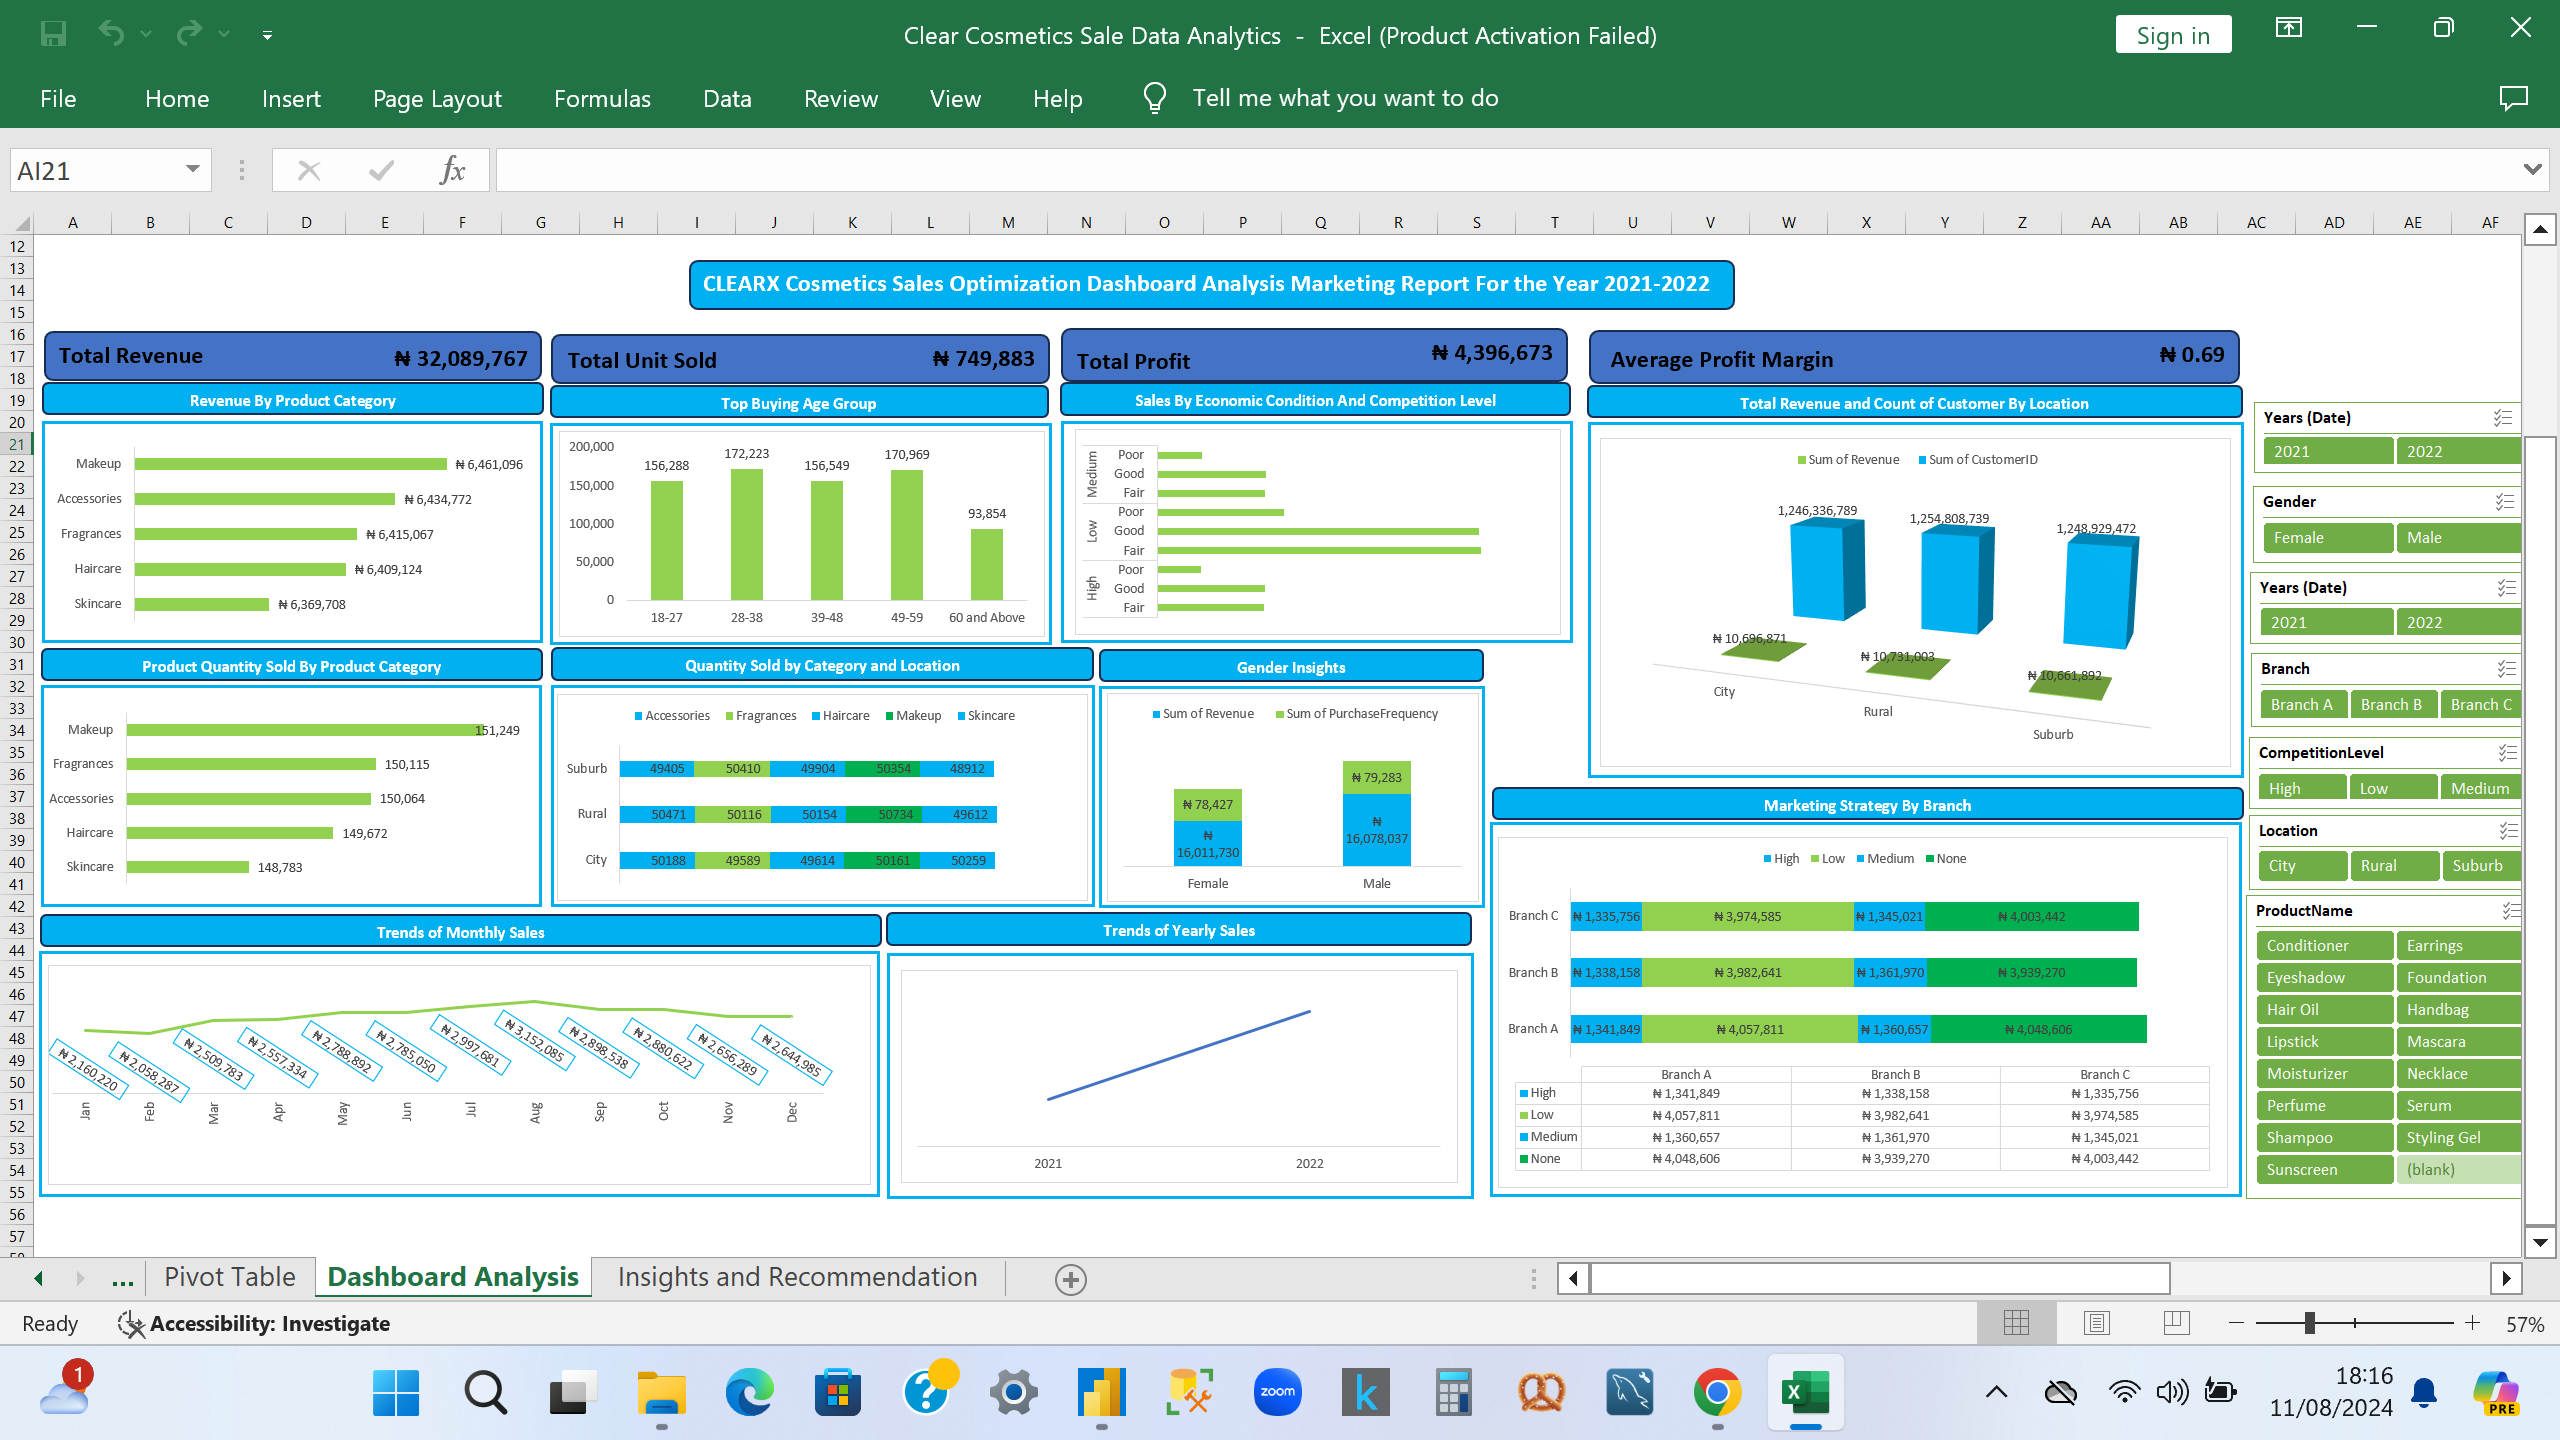 Clear Cosmetics Sale Data Analytics - Excel (Product Activation Failed)
Sign in
File Home Insert Page Layout Formulas Data Review View Help Tell me what you want to do
AI21 fx
A B C D E F G H I J K L M N O P Q R S T U V W X Y Z AA AB AC AD AE AF
12
13
14
15
16
17
18
19
20
21
22
23
24
25
26
27
28
29
30
31
32
33
34
35
36
37
38
39
40
41
42
43
44
45
46
47
48
49
50
51
52
53
54
55
56
57
CLEARX Cosmetics Sales Optimization Dashboard Analysis Marketing Report For the Year 2021-2022
Total Revenue ₦ 32,089,767
Total Unit Sold ₦ 749,883
Total Profit ₦ 4,396,673
Average Profit Margin ₦ 0.69
Revenue By Product Category
Makeup ₦ 6,461,096
Accessories ₦ 6,434,772
Fragrances ₦ 6,415,067
Haircare ₦ 6,409,124
Skincare ₦ 6,369,708
Top Buying Age Group
200,000
150,000
100,000
50,000
0
156,288 172,223 156,549 170,969 93,854
18-27 28-38 39-48 49-59 60 and Above
Sales By Economic Condition And Competition Level
Medium
Poor
Good
Fair
Low
Poor
Good
Fair
High
Poor
Good
Fair
Total Revenue and Count of Customer By Location
Sum of Revenue Sum of CustomerID
1,246,336,789 1,254,808,739 1,248,929,472
₦ 10,696,871 ₦ 10,731,003 ₦ 10,661,892
City
Rural
Suburb
Product Quantity Sold By Product Category
Makeup 151,249
Fragrances 150,115
Accessories 150,064
Haircare 149,672
Skincare 148,783
Quantity Sold by Category and Location
Accessories Fragrances Haircare Makeup Skincare
Suburb 49405 50410 49904 50354 48912
Rural 50471 50116 50154 50734 49612
City 50188 49589 49614 50161 50259
Gender Insights
Sum of Revenue Sum of PurchaseFrequency
₦ 78,427 ₦ 79,283
₦ 16,011,730 ₦ 16,078,037
Female Male
Marketing Strategy By Branch
High Low Medium None
Branch C ₦ 1,335,756 ₦ 3,974,585 ₦ 1,345,021 ₦ 4,003,442
Branch B ₦ 1,338,158 ₦ 3,982,641 ₦ 1,361,970 ₦ 3,939,270
Branch A ₦ 1,341,849 ₦ 4,057,811 ₦ 1,360,657 ₦ 4,048,606
Branch A Branch B Branch C
High ₦ 1,341,849 ₦ 1,338,158 ₦ 1,335,756
Low ₦ 4,057,811 ₦ 3,982,641 ₦ 3,974,585
Medium ₦ 1,360,657 ₦ 1,361,970 ₦ 1,345,021
None ₦ 4,048,606 ₦ 3,939,270 ₦ 4,003,442
Trends of Monthly Sales
₦ 2,160,220 ₦ 2,058,287 ₦ 2,509,783 ₦ 2,557,334 ₦ 2,788,892 ₦ 2,785,050 ₦ 2,997,681 ₦ 3,152,085 ₦ 2,898,538 ₦ 2,880,622 ₦ 2,656,289 ₦ 2,644,985
Jan Feb Mar Apr May Jun Jul Aug Sep Oct Nov Dec
Trends of Yearly Sales
2021 2022
Years (Date)
2021 2022
Gender
Female Male
Years (Date)
2021 2022
Branch
Branch A Branch B Branch C
CompetitionLevel
High Low Medium
Location
City Rural Suburb
ProductName
Conditioner Earrings
Eyeshadow Foundation
Hair Oil Handbag
Lipstick Mascara
Moisturizer Necklace
Perfume Serum
Shampoo Styling Gel
Sunscreen (blank)
... Pivot Table Dashboard Analysis Insights and Recommendation
Ready Accessibility: Investigate
57%
1
zoom
k
X
PRE
18:16
11/08/2024